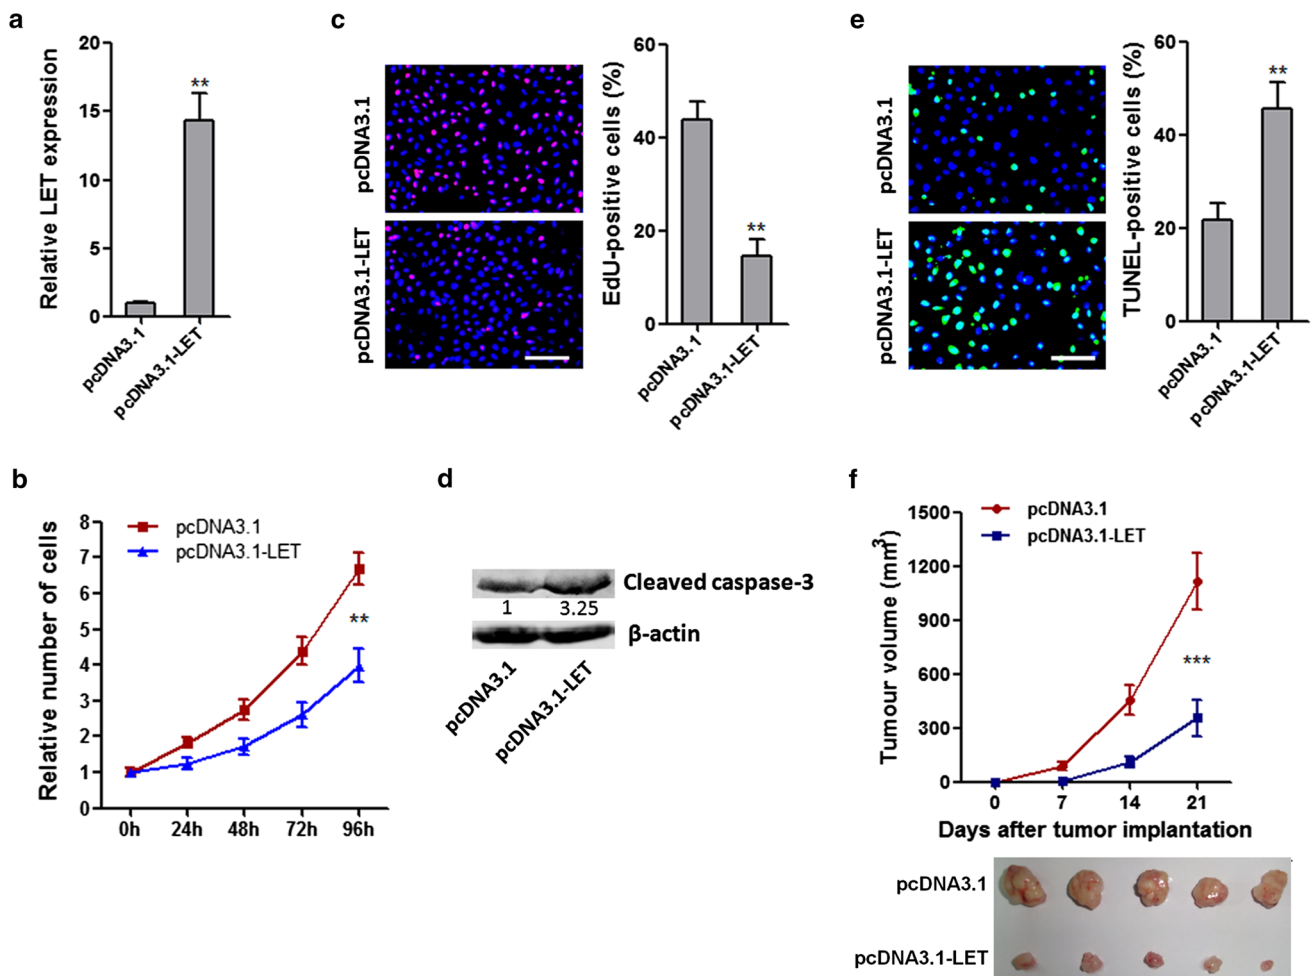 a
Relative LET expression
20
15
10
5
0
**
pcDNA3.1
pcDNA3.1-LET
c
pcDNA3.1
pcDNA3.1-LET
EdU-positive cells (%)
60
40
20
0
**
pcDNA3.1
pcDNA3.1-LET
e
pcDNA3.1
pcDNA3.1-LET
TUNEL-positive cells (%)
60
40
20
0
**
pcDNA3.1
pcDNA3.1-LET
b
Relative number of cells
8
7
6
5
4
3
2
1
0
pcDNA3.1
pcDNA3.1-LET
**
0h 24h 48h 72h 96h
d
Cleaved caspase-3
1 3.25
β-actin
pcDNA3.1
pcDNA3.1-LET
f
Tumour volume (mm³)
1500
1200
900
600
300
0
pcDNA3.1
pcDNA3.1-LET
***
0 7 14 21
Days after tumor implantation
pcDNA3.1
pcDNA3.1-LET